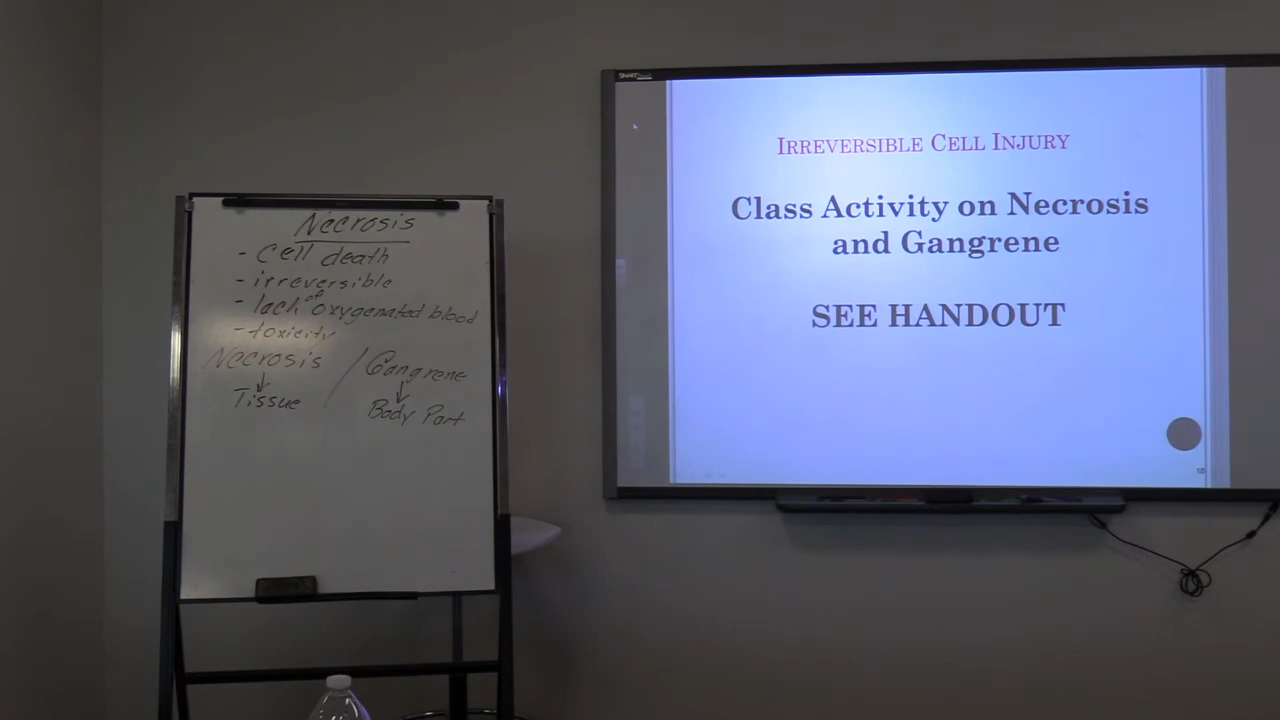 Necrosis
- Cell death
- irreversible
- lack of oxygenated blood
- toxicity
Necrosis / Gangrene
Tissue
Body Part
SMART
IRREVERSIBLE CELL INJURY
Class Activity on Necrosis
and Gangrene
SEE HANDOUT